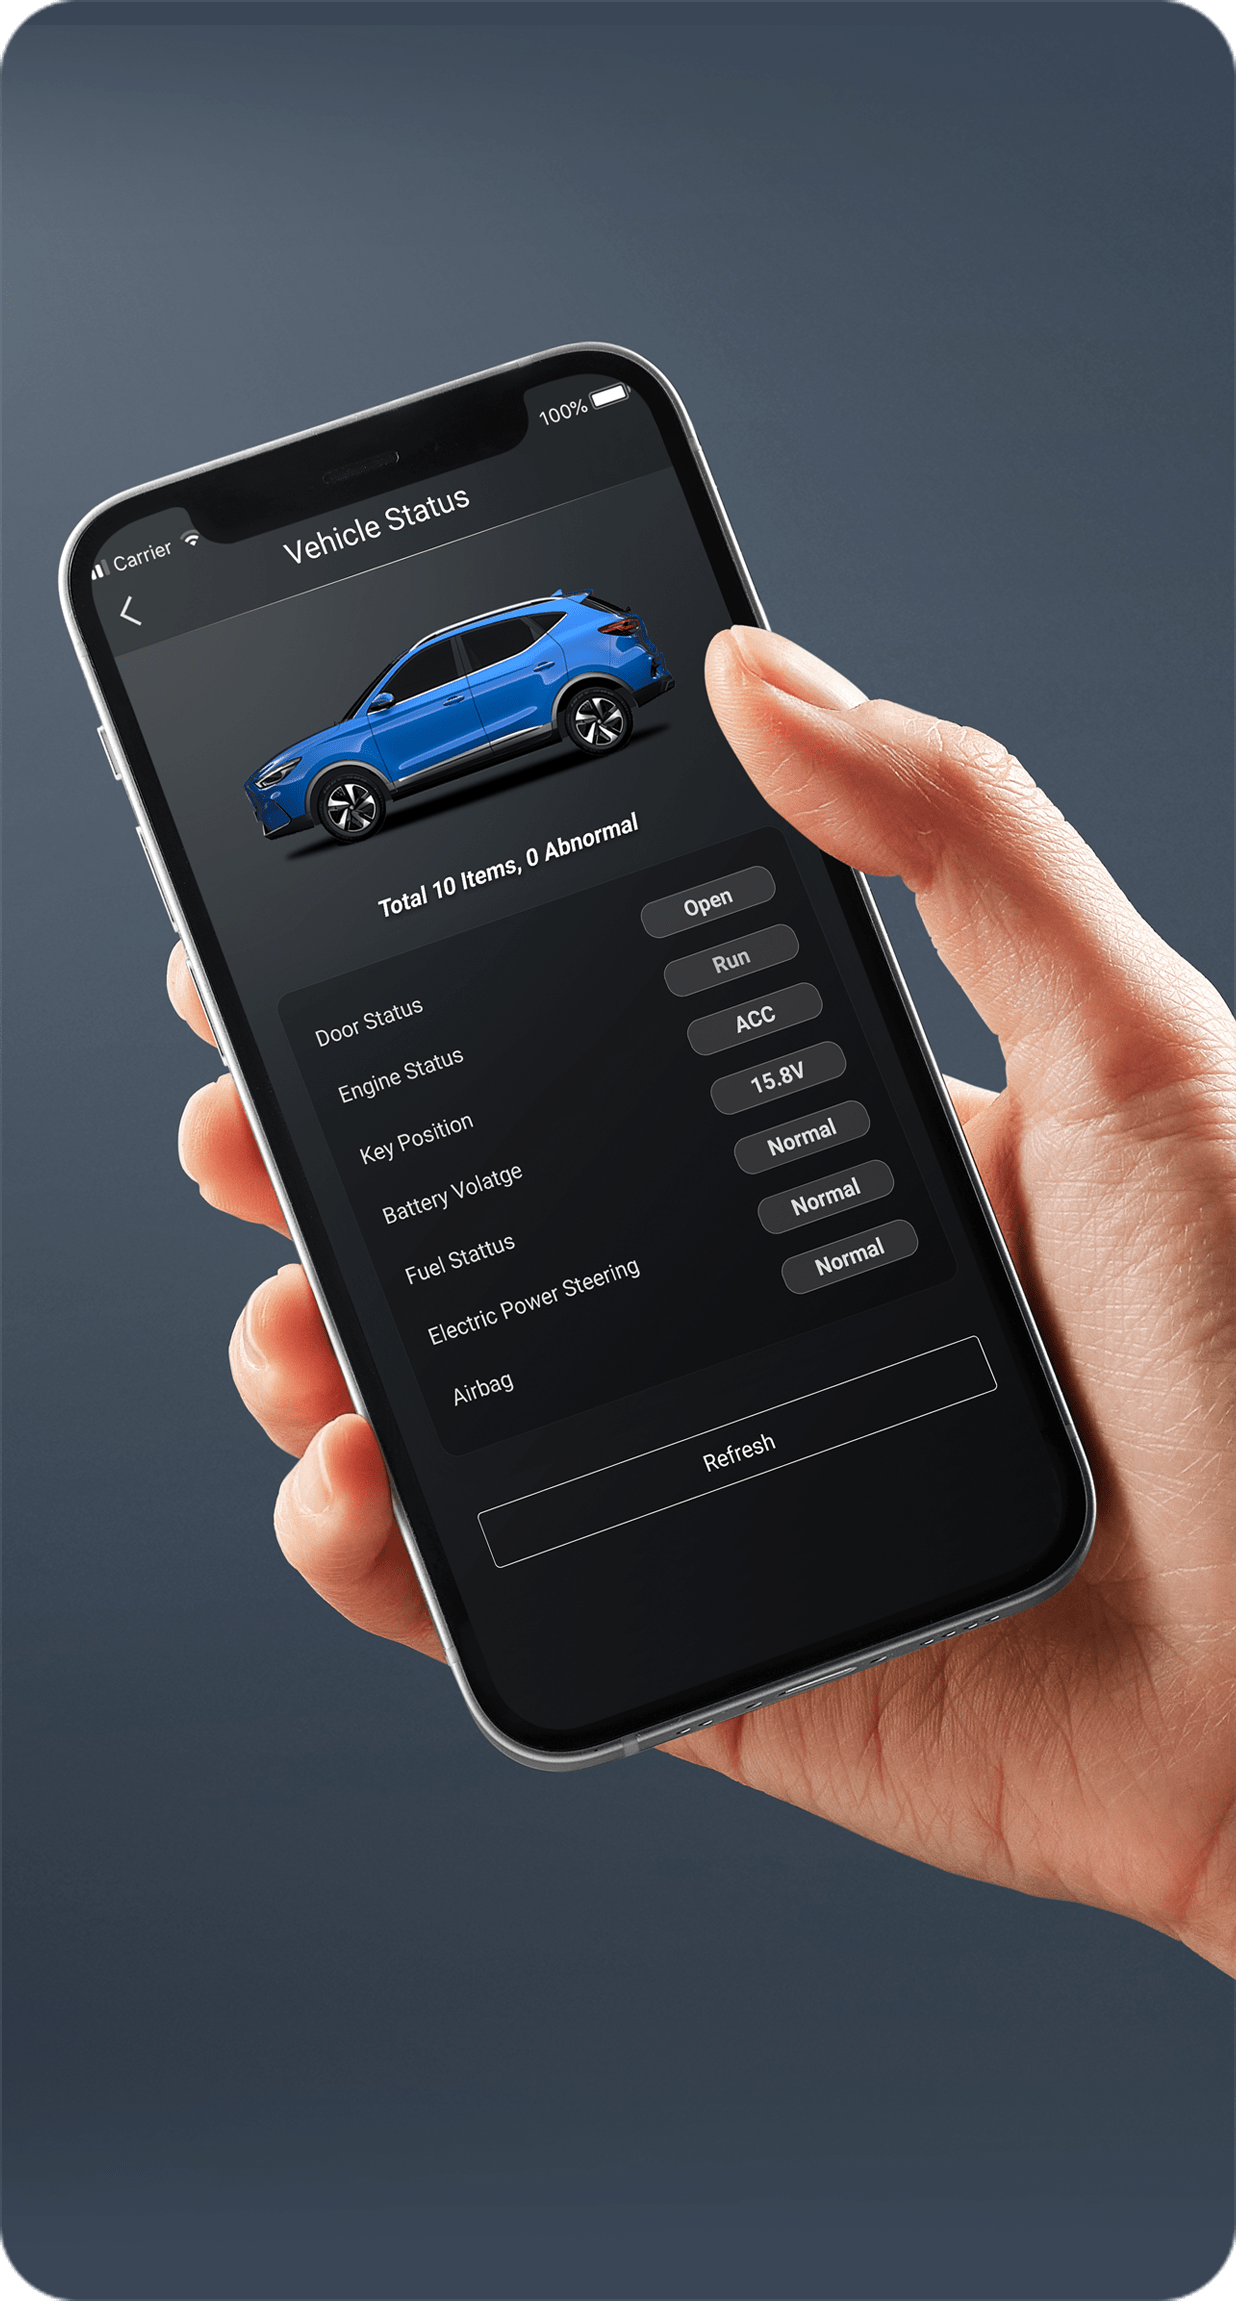 Carrier
100%
Vehicle Status
Total 10 Items, 0 Abnormal
Door Status Open
Engine Status Run
Key Position ACC
Battery Volatge 15.8V
Fuel Stattus Normal
Electric Power Steering Normal
Airbag Normal
Refresh